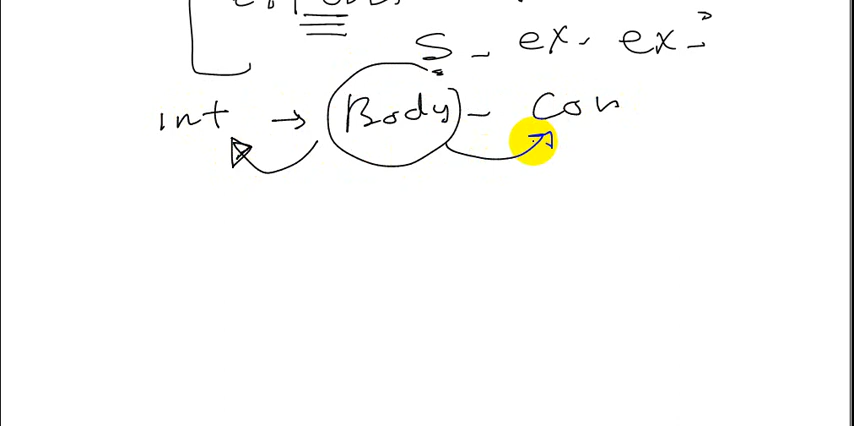 S - ex. ex -
int → Body - Con